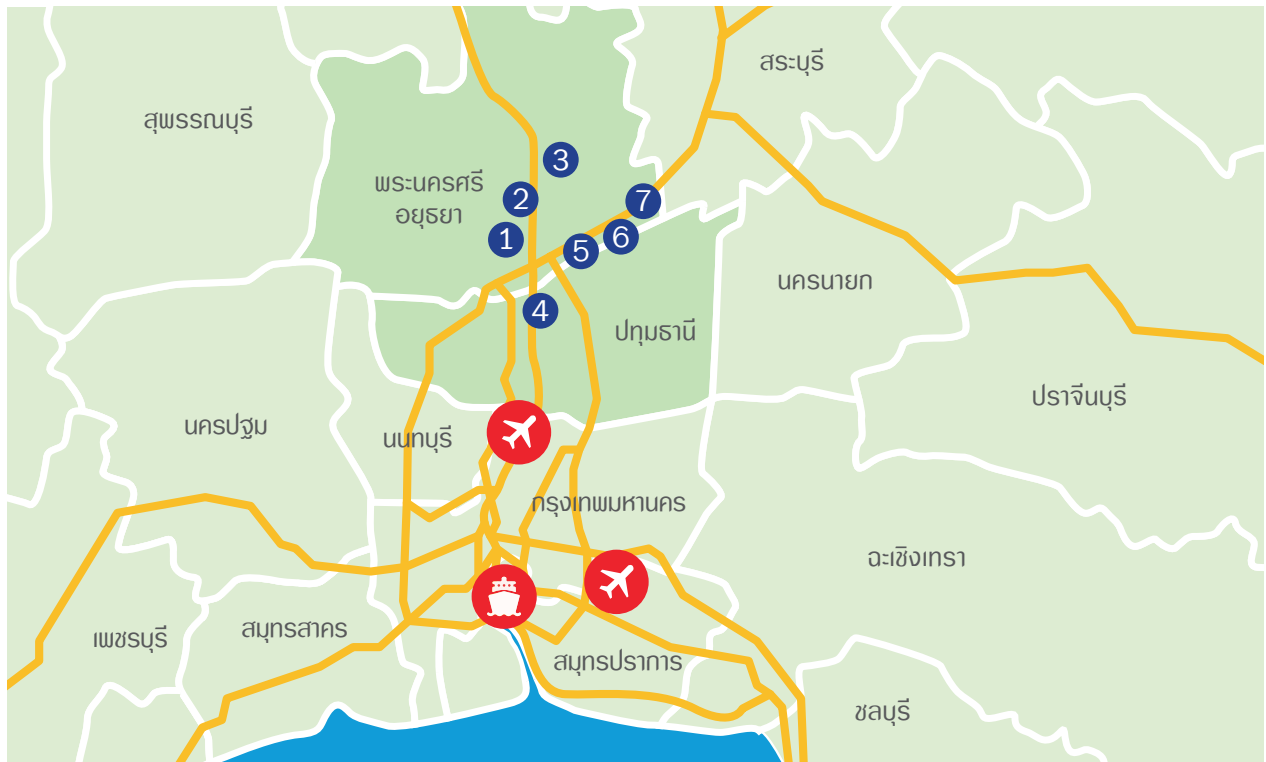 สระบุรี
สุพรรณบุรี
3
พระนครศรี
อยุธยา
2
7
1
6
5
นครนายก
4
ปทุมธานี
ปราจีนบุรี
นครปฐม
นนทบุรี
กรุงเทพมหานคร
ฉะเชิงเทรา
เพชรบุรี
สมุทรสาคร
สมุทรปราการ
ชลบุรี